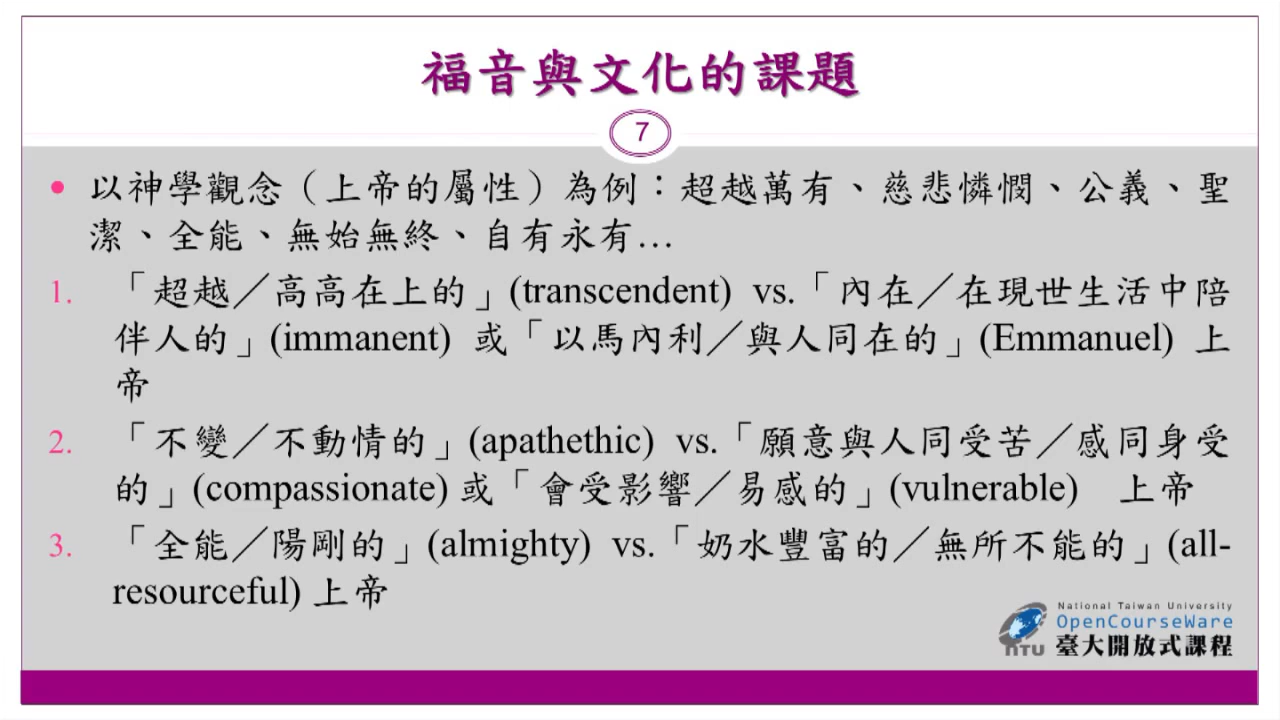 福音與文化的課題
7
• 以神學觀念（上帝的屬性）為例：超越萬有、慈悲憐憫、公義、聖
潔、全能、無始無終、自有永有…
1. 「超越／高高在上的」(transcendent) vs.「內在／在現世生活中陪
伴人的」(immanent) 或「以馬內利／與人同在的」(Emmanuel) 上
帝
2. 「不變／不動情的」(apathethic) vs.「願意與人同受苦／感同身受
的」(compassionate) 或「會受影響／易感的」(vulnerable) 上帝
3. 「全能／陽剛的」(almighty) vs.「奶水豐富的／無所不能的」(all-
resourceful) 上帝
National Taiwan University
OpenCourseWare
NTU 臺大開放式課程